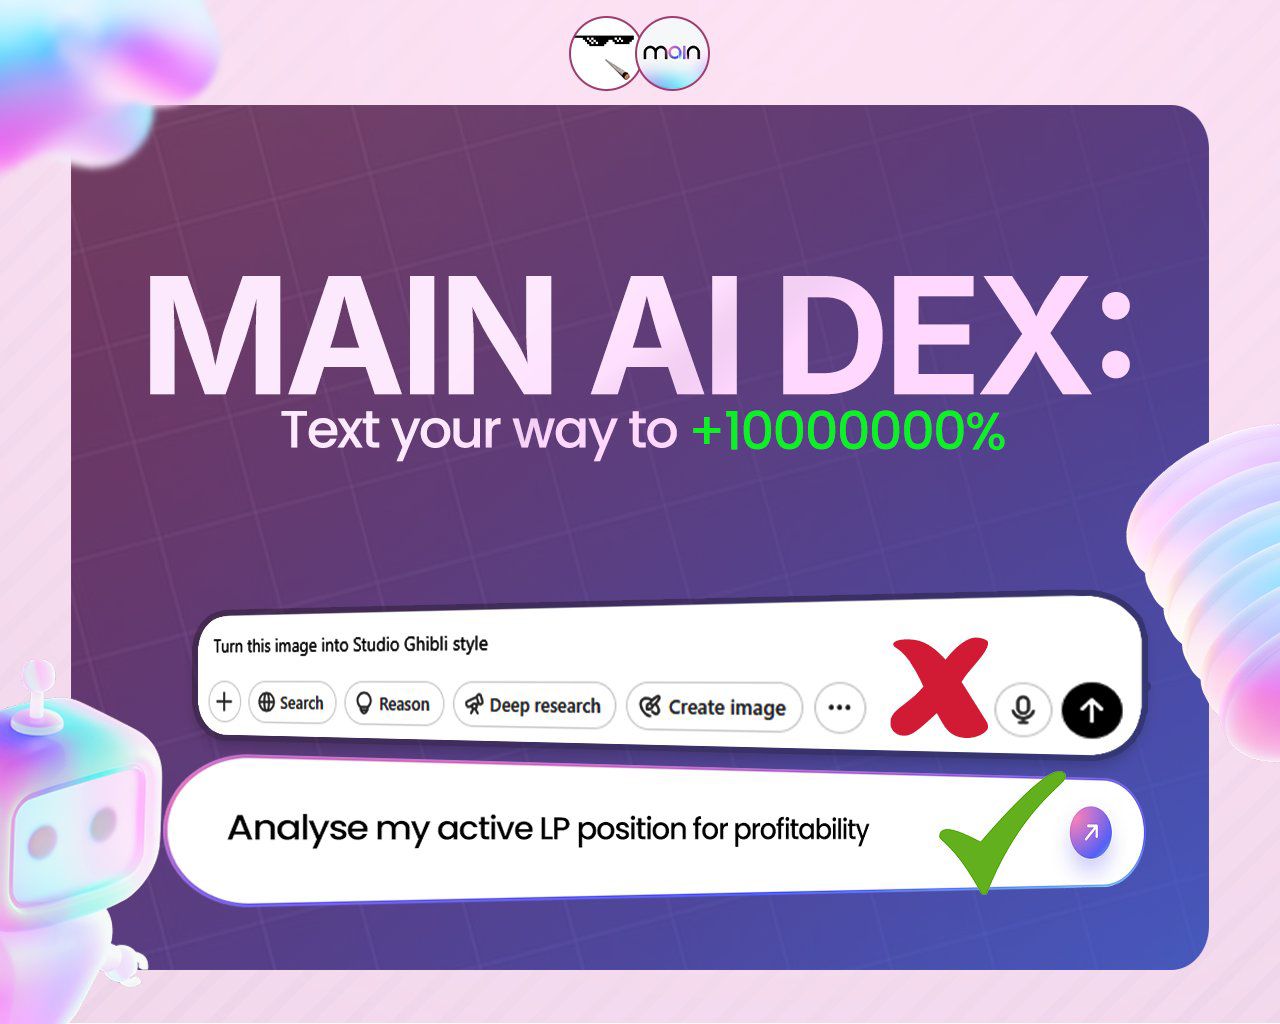 main
MAIN AI DEX:
Text your way to +10000000%
Turn this image into Studio Ghibli style
Search
Reason
Deep research
Create image
Analyse my active LP position for profitability